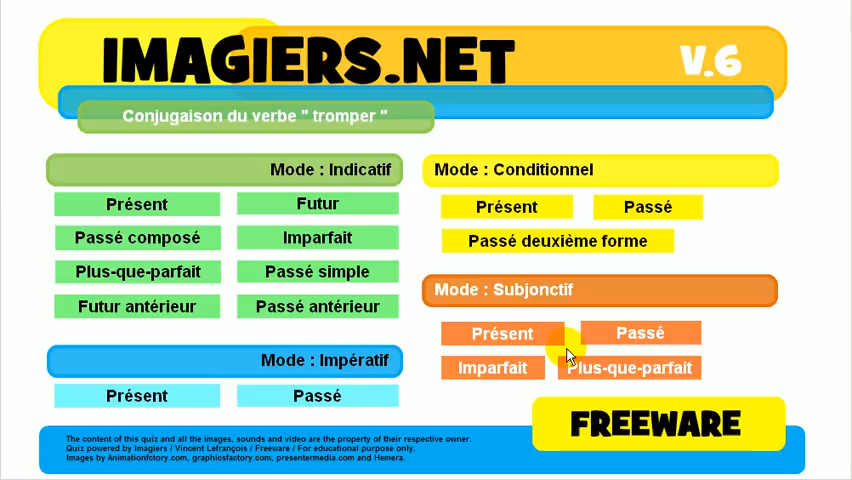 IMAGIERS.NET
V.6
Conjugaison du verbe " tromper "
Mode : Indicatif
Présent
Futur
Passé composé
Imparfait
Plus-que-parfait
Passé simple
Futur antérieur
Passé antérieur
Mode : Impératif
Présent
Passé
Mode : Conditionnel
Présent
Passé
Passé deuxième forme
Mode : Subjonctif
Présent
Passé
Imparfait
Plus-que-parfait
FREEWARE
The content of this quiz and all the images, sounds and video are the property of their respective owner.
Quiz powered by Imagiers / Vincent Lefrançois / Freeware / For educational purpose only.
Images by Animationfctory.com, graphicsfactory.com, presentermedia.com and Hemera.